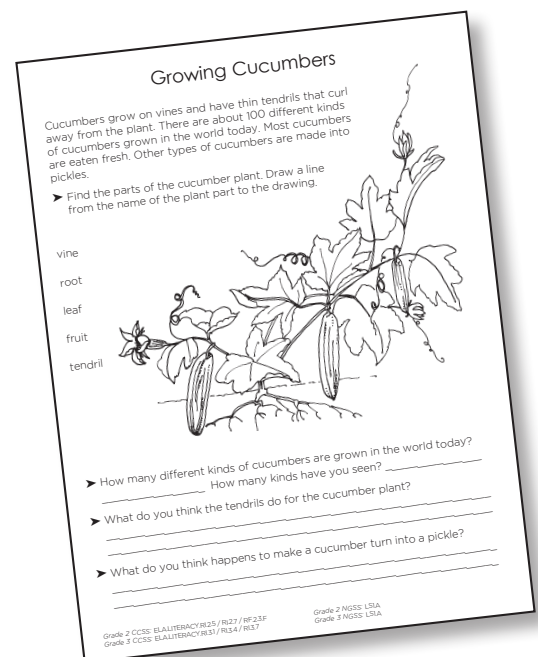 Growing Cucumbers
Cucumbers grow on vines and have thin tendrils that curl
away from the plant. There are about 100 different kinds
of cucumbers grown in the world today. Most cucumbers
are eaten fresh. Other types of cucumbers are made into
pickles.
➤ Find the parts of the cucumber plant. Draw a line
from the name of the plant part to the drawing.
vine
root
leaf
fruit
tendril
➤ How many different kinds of cucumbers are grown in the world today?
How many kinds have you seen?
➤ What do you think the tendrils do for the cucumber plant?
➤ What do you think happens to make a cucumber turn into a pickle?
Grade 2 CCSS: ELA.LITERACY.RI.2.5 / RI.2.7 / RF.2.3.F
Grade 3 CCSS: ELA.LITERACY.RI.3.1 / RI.3.4 / RI.3.7
Grade 2 NGSS: LS1.A
Grade 3 NGSS: LS1.A